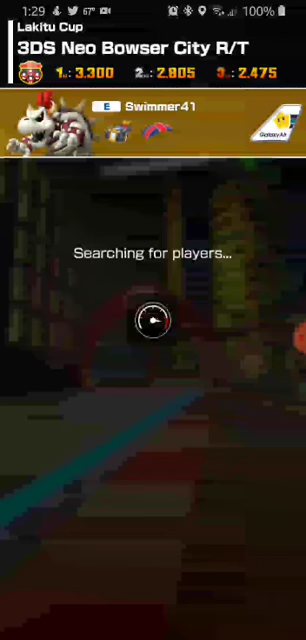 1:29 67° 100%
Lakitu Cup
3DS Neo Bowser City R/T
1st: 3.300 2nd: 2.805 3rd: 2.475
E Swimmer41
Galaxy Air
Searching for players...